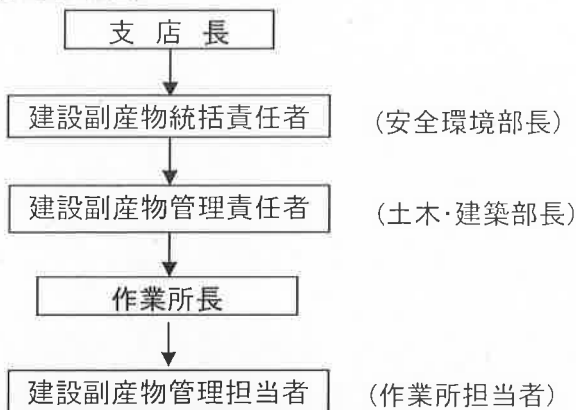 支店長
建設副産物統括責任者 (安全環境部長)
建設副産物管理責任者 (土木·建築部長)
作業所長
建設副産物管理担当者 (作業所担当者)